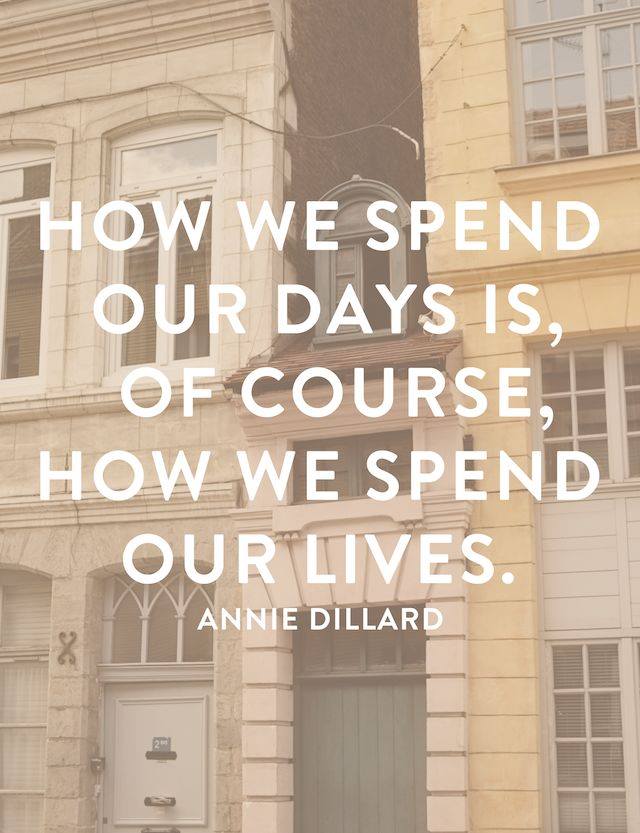 HOW WE SPEND
OUR DAYS IS,
OF COURSE,
HOW WE SPEND
OUR LIVES.
ANNIE DILLARD